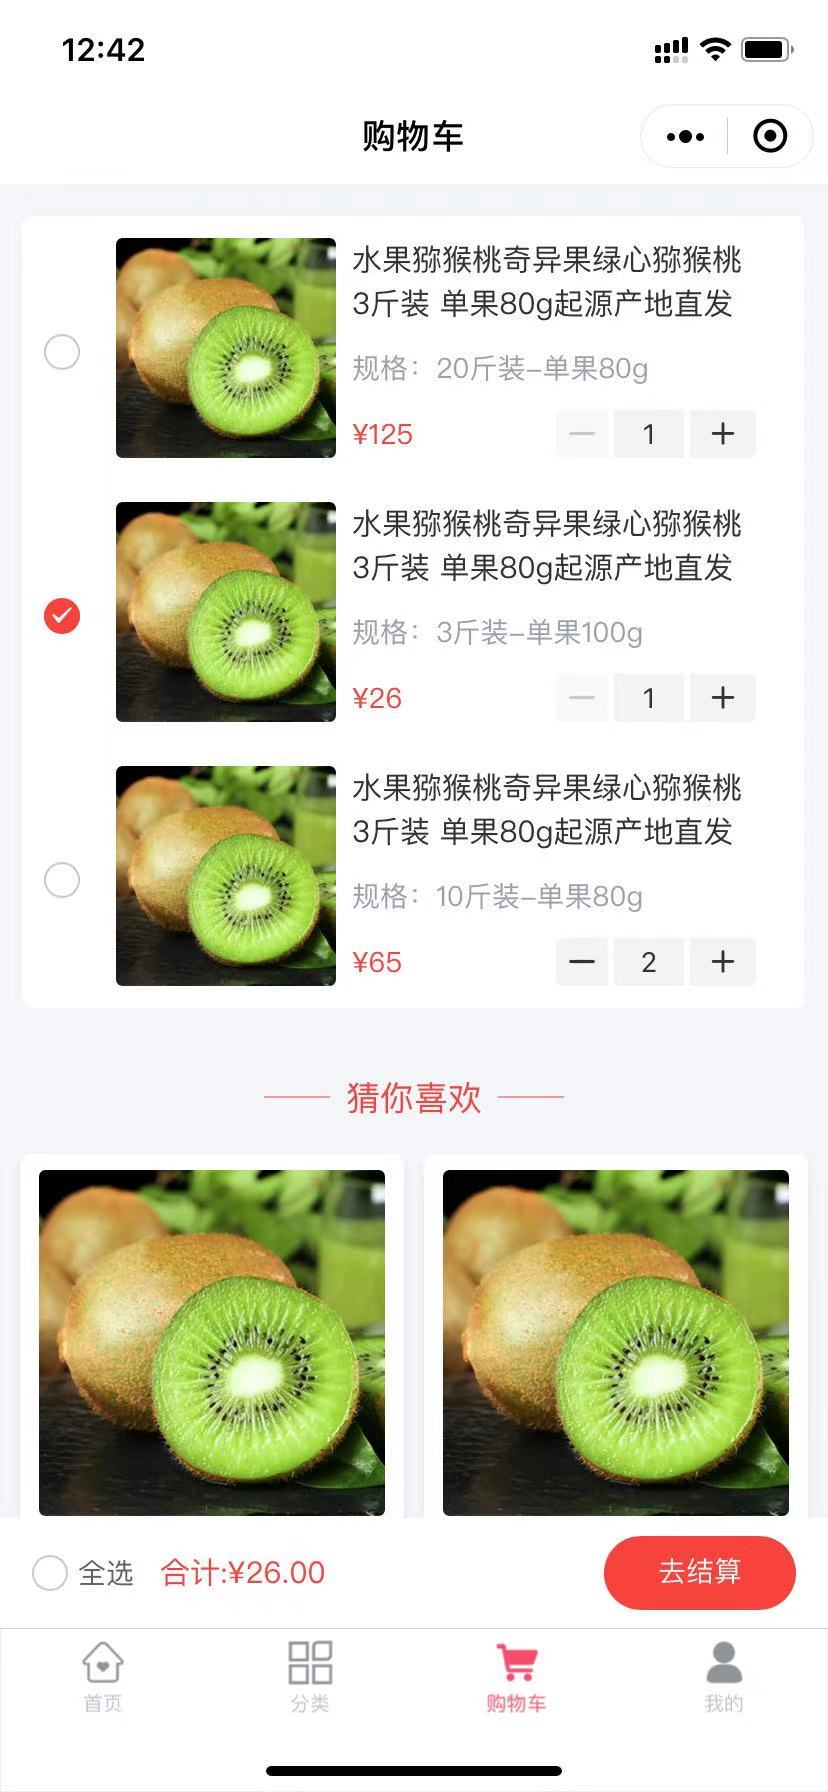 12:42
购物车
水果猕猴桃奇异果绿心猕猴桃
3斤装 单果80g起源产地直发
规格：20斤装-单果80g
¥125
1
水果猕猴桃奇异果绿心猕猴桃
3斤装 单果80g起源产地直发
规格：3斤装-单果100g
¥26
1
水果猕猴桃奇异果绿心猕猴桃
3斤装 单果80g起源产地直发
规格：10斤装-单果80g
¥65
2
猜你喜欢
全选 合计:¥26.00
去结算
首页
分类
购物车
我的